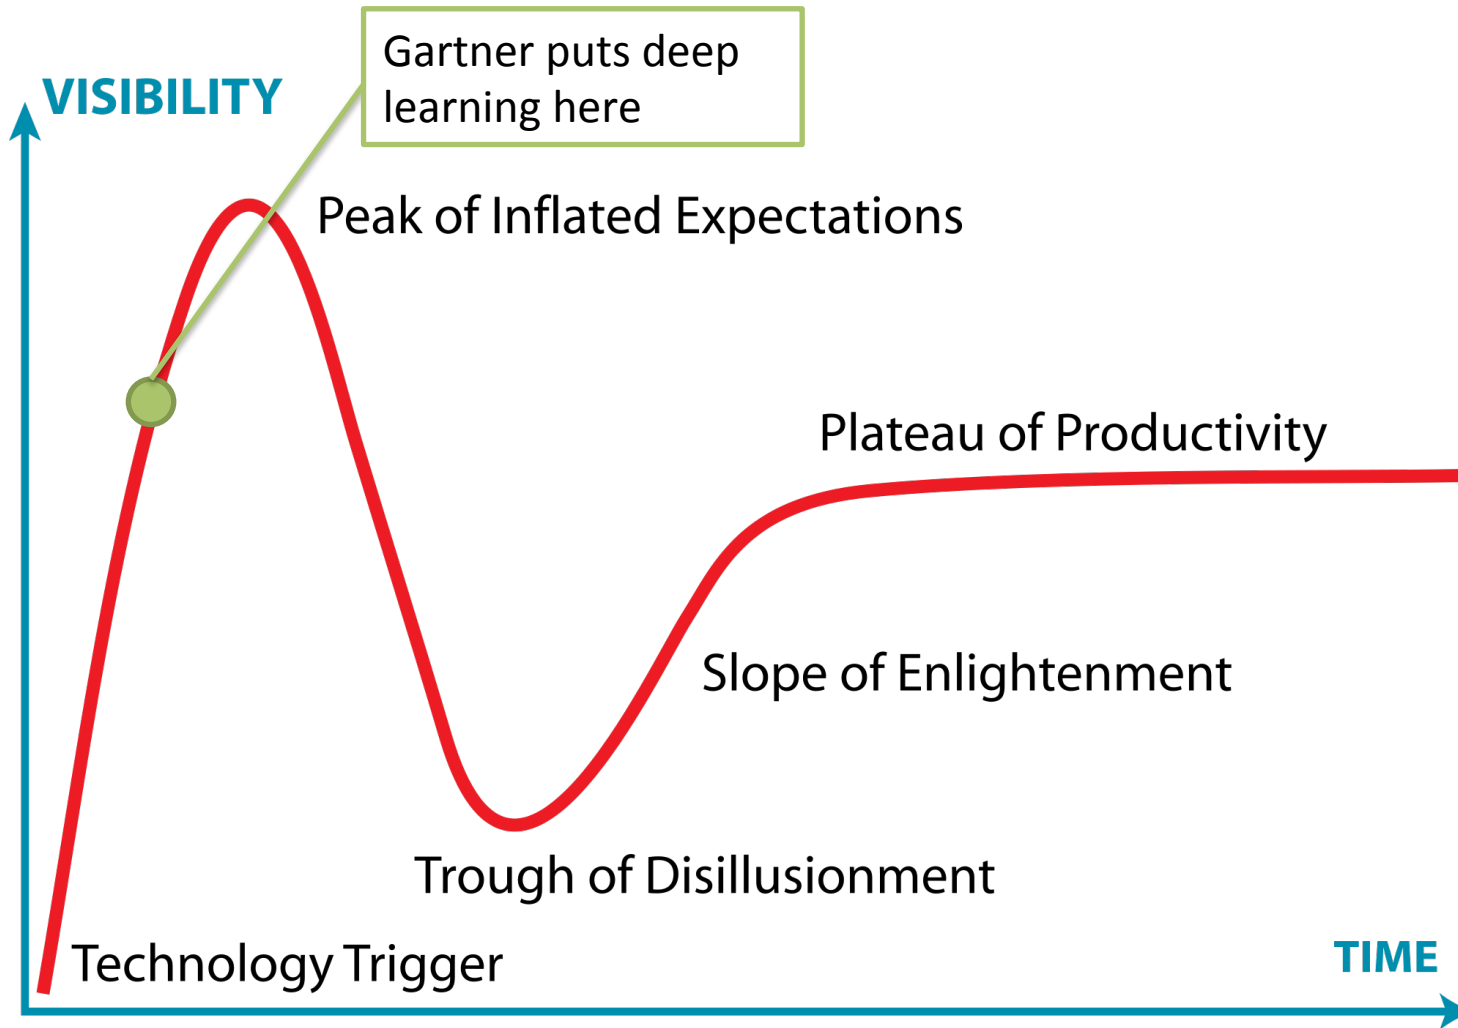 Gartner puts deep
learning here
VISIBILITY
Peak of Inflated Expectations
Plateau of Productivity
Slope of Enlightenment
Trough of Disillusionment
Technology Trigger
TIME